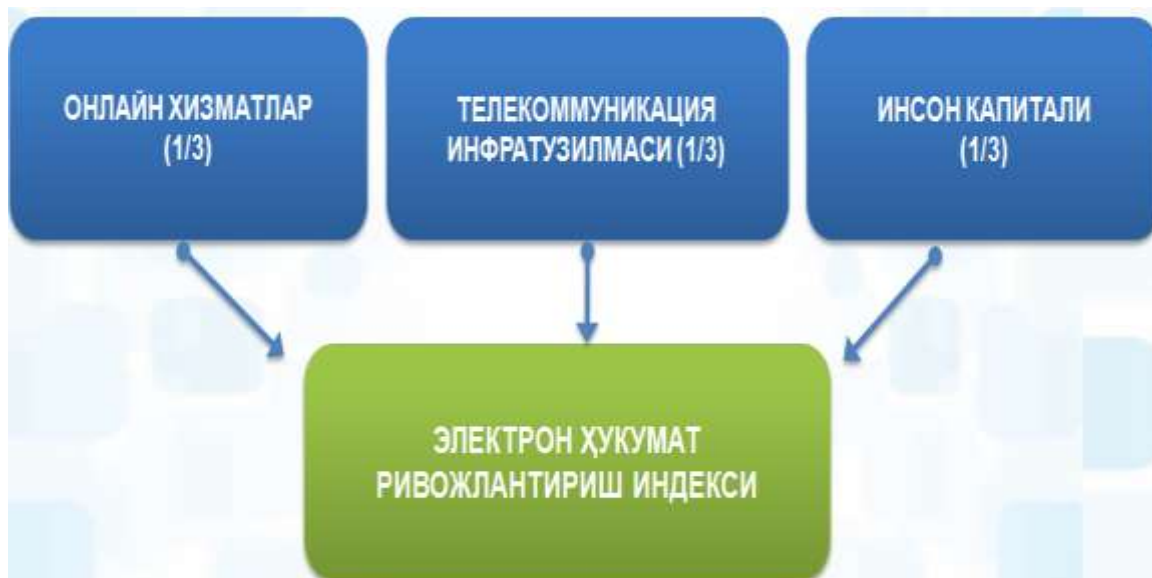 ОНЛАЙН ХИЗМАТЛАР
(1/3)
ТЕЛЕКОММУНИКАЦИЯ
ИНФРАТУЗИЛМАСИ (1/3)
ИНСОН КАПИТАЛИ
(1/3)
ЭЛЕКТРОН ҲУКУМАТ
РИВОЖЛАНТИРИШ ИНДЕКСИ